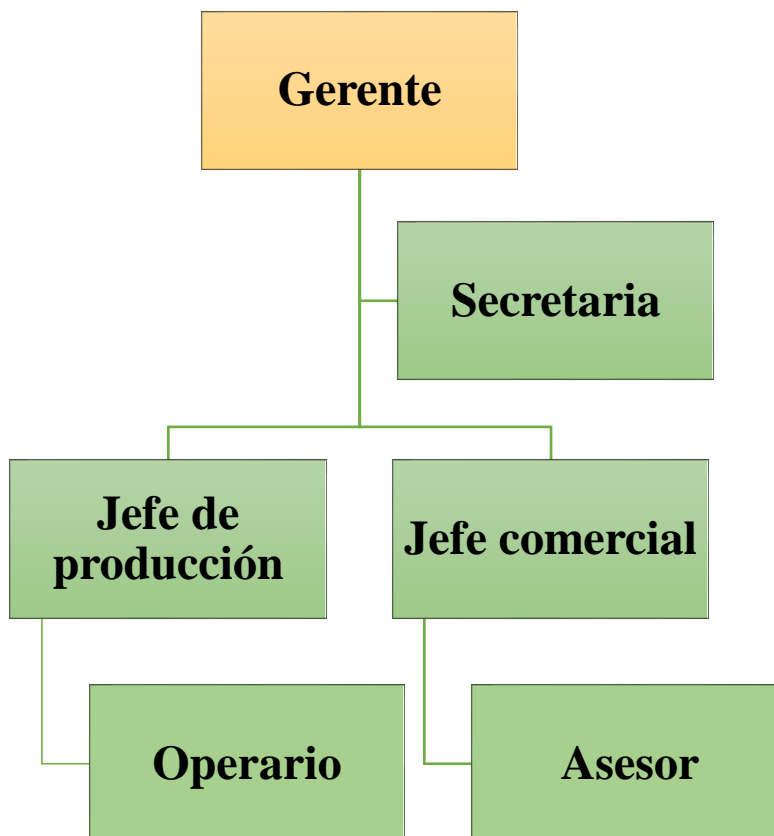 Gerente
Secretaria
Jefe de
producción
Jefe comercial
Operario
Asesor